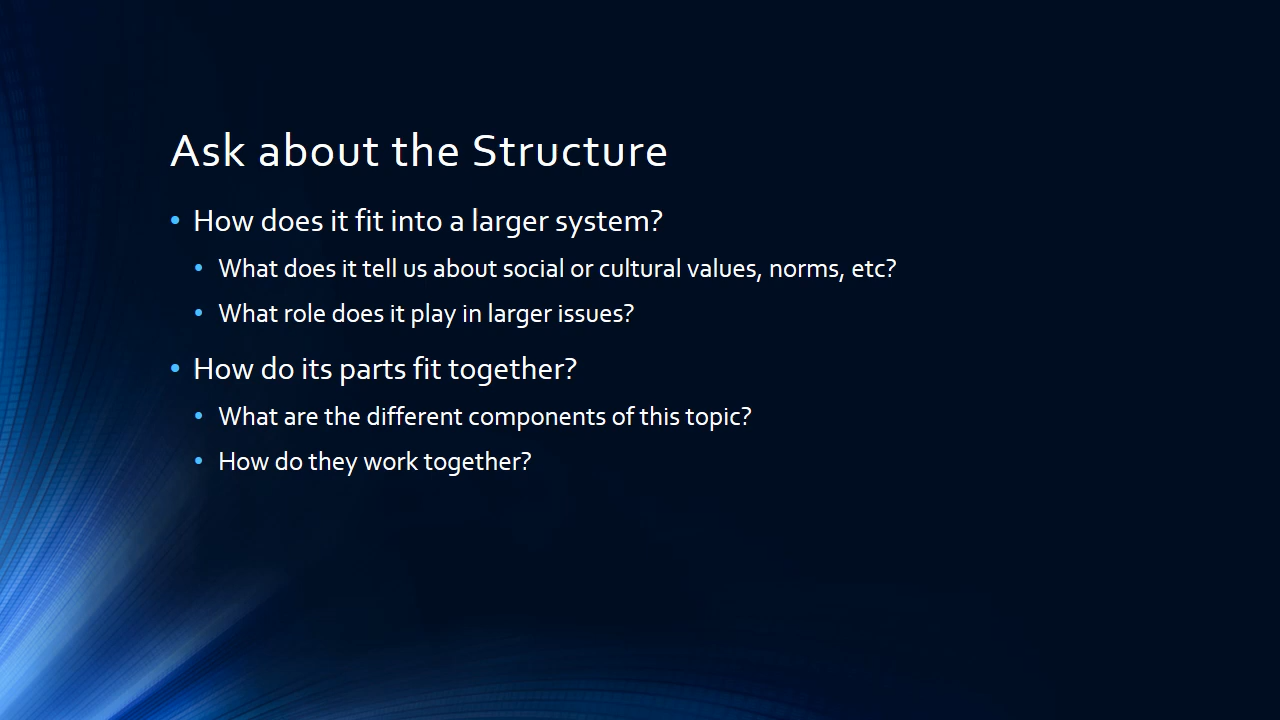 Ask about the Structure
• How does it fit into a larger system?
• What does it tell us about social or cultural values, norms, etc?
• What role does it play in larger issues?
• How do its parts fit together?
• What are the different components of this topic?
• How do they work together?